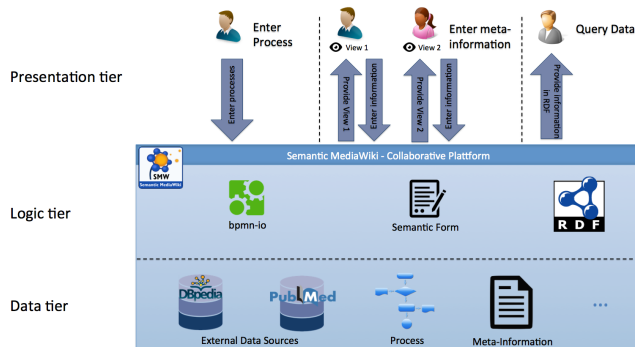 Enter
Process
View 1
View 2
Enter meta-
information
Query Data
Presentation tier
Enter processes
Provide View 1
Enter information
Provide View 2
Enter information
Provide information
in RDF
Semantic MediaWiki - Collaborative Platform
SMW
Semantic MediaWiki
Logic tier
bpmn-io
Semantic Form
RDF
Data tier
DBpedia
PubMed
External Data Sources
Process
Meta-Information
...